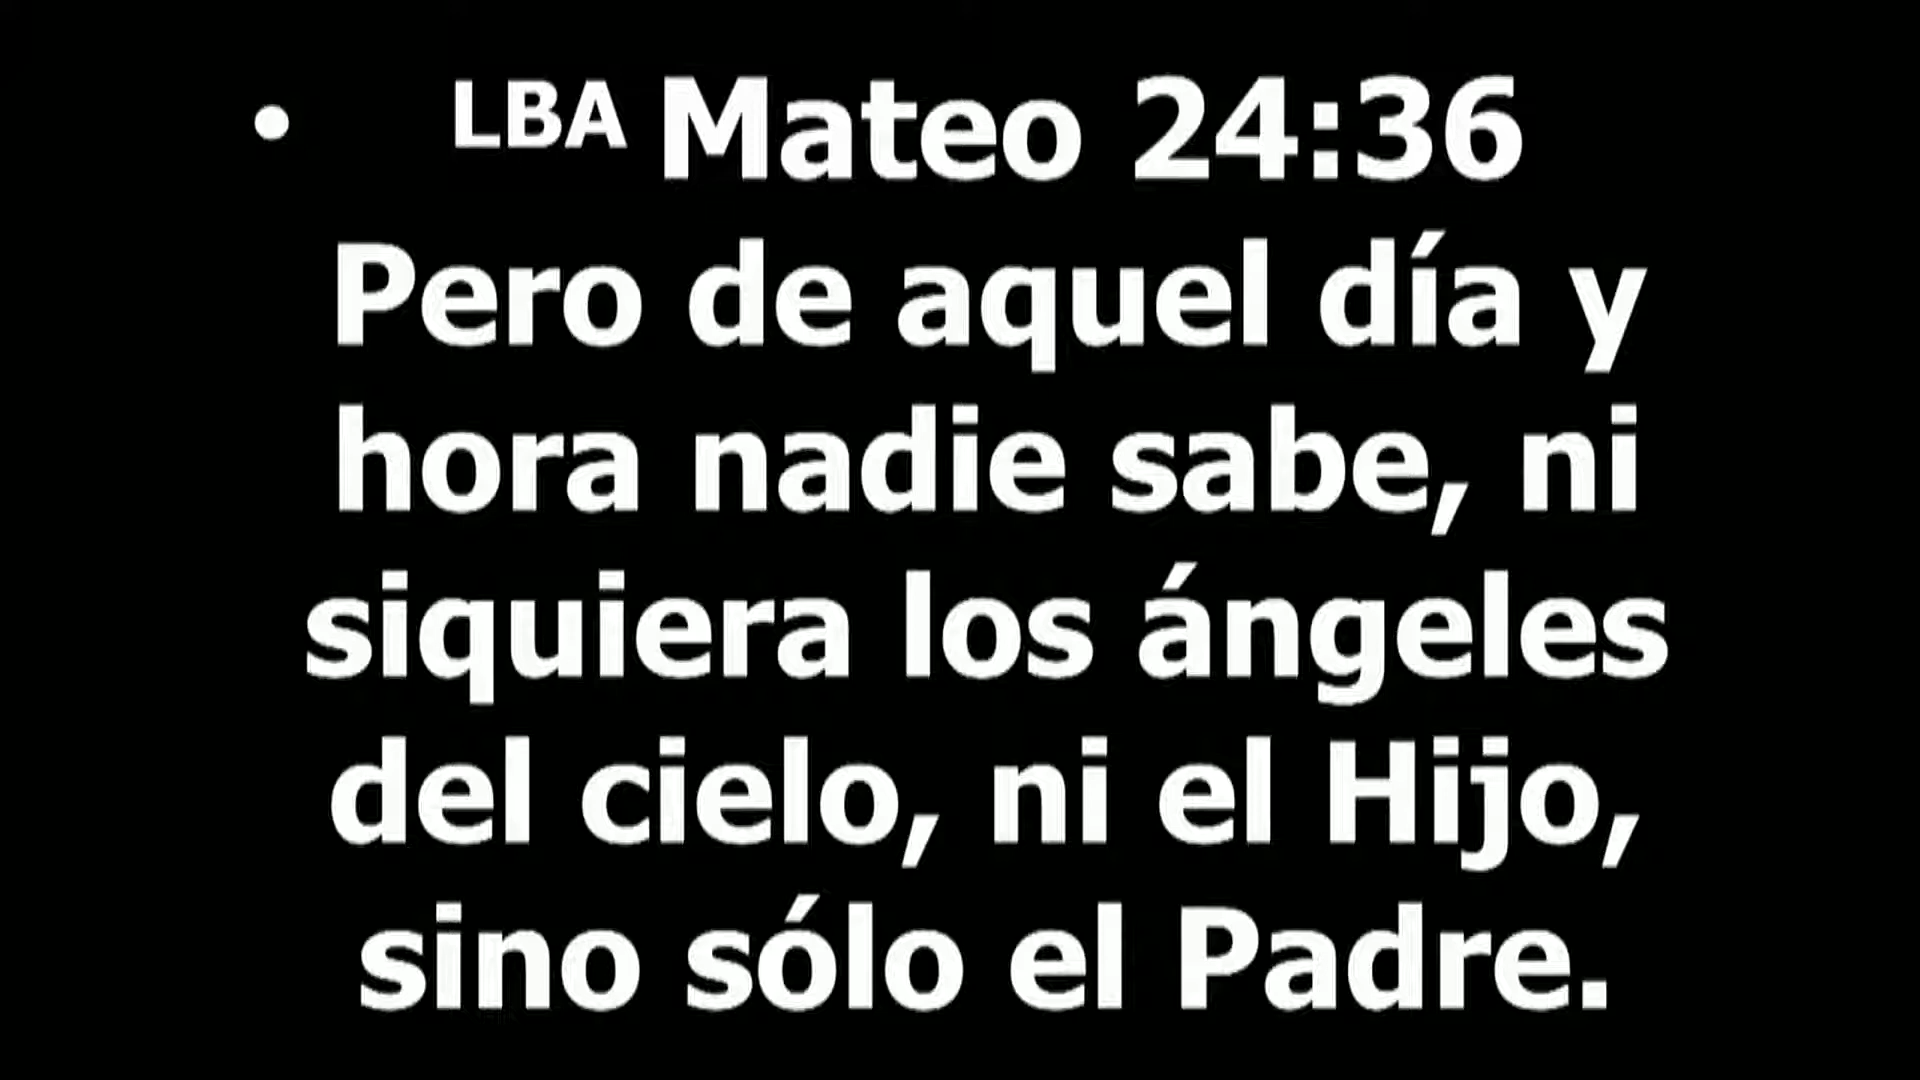 • LBA Mateo 24:36
Pero de aquel día y
hora nadie sabe, ni
siquiera los ángeles
del cielo, ni el Hijo,
sino sólo el Padre.